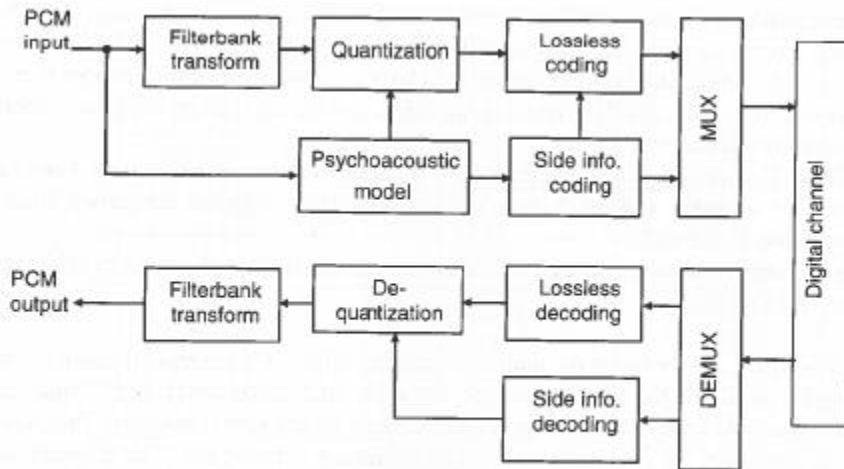 PCM
input
Filterbank
transform
Quantization
Lossless
coding
MUX
Psychoacoustic
model
Side info.
coding
Digital channel
PCM
output
Filterbank
transform
De-
quantization
Lossless
decoding
DEMUX
Side info.
decoding